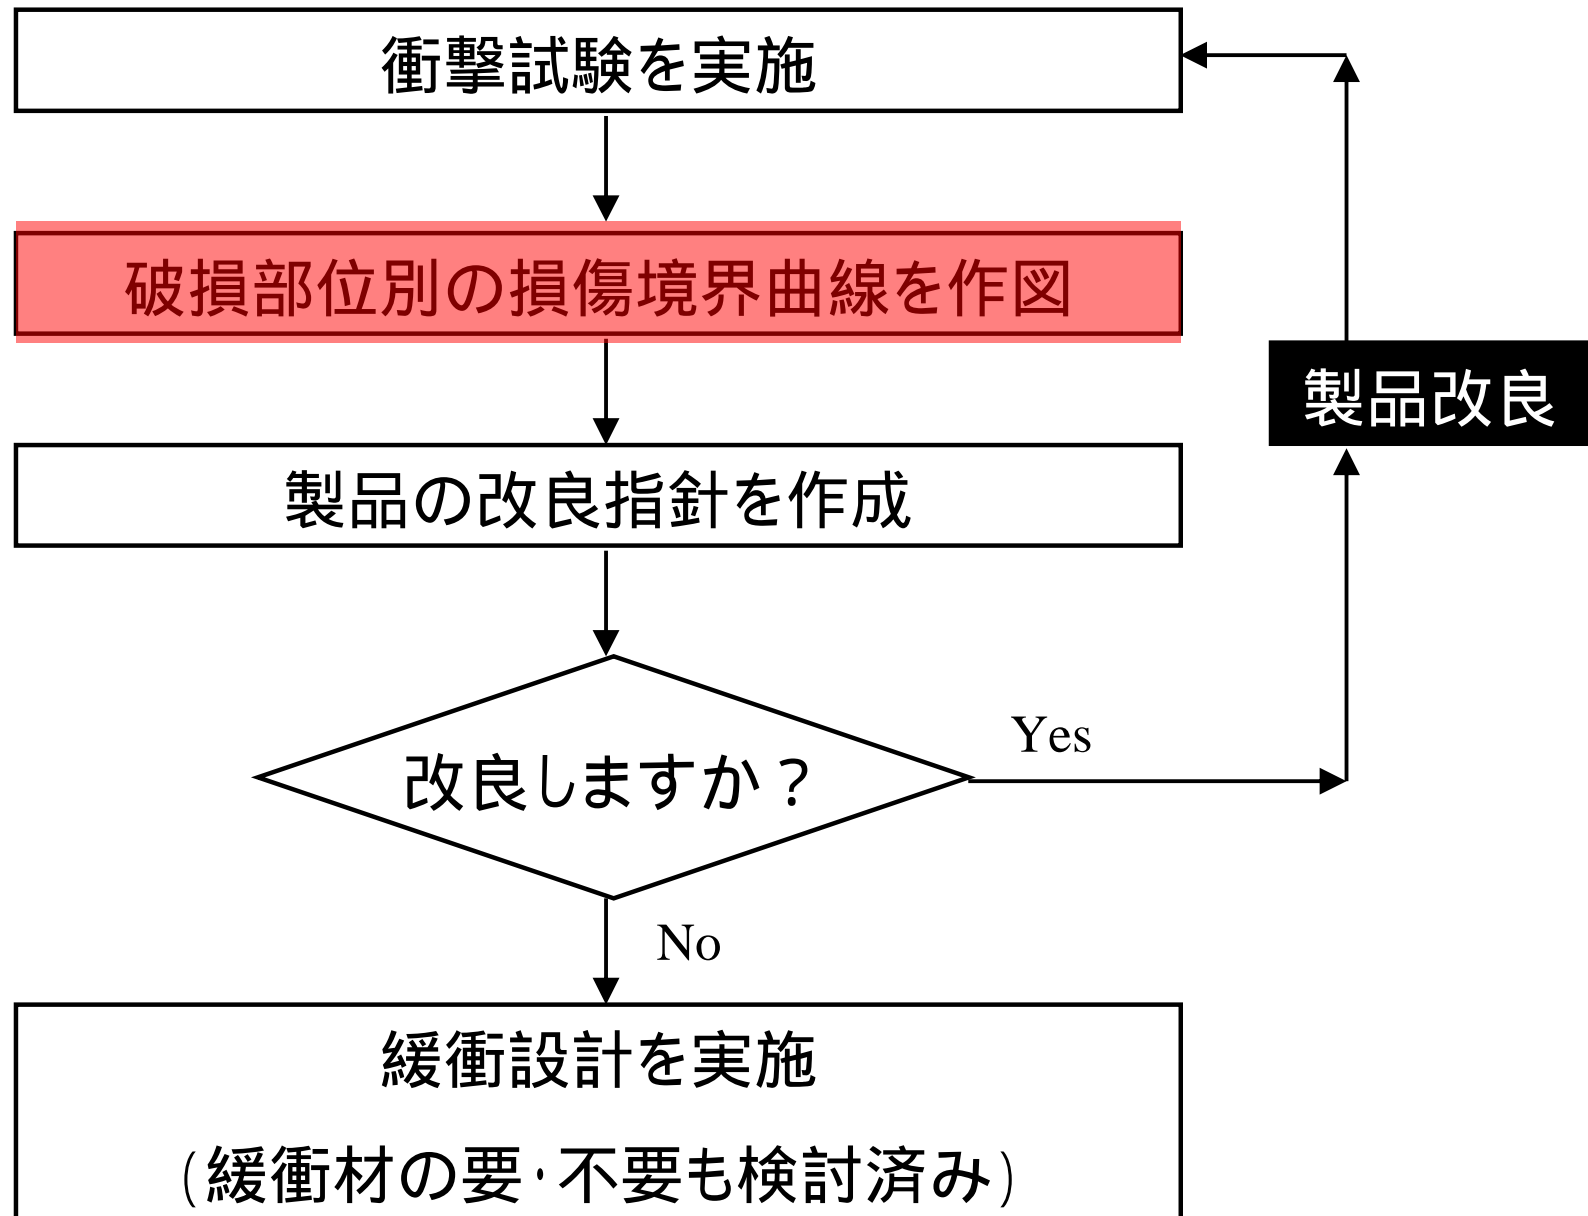 衝撃試験を実施
破損部位別の損傷境界曲線を作図
製品改良
製品の改良指針を作成
改良しますか？
Yes
No
緩衝設計を実施
(緩衝材の要・不要も検討済み)